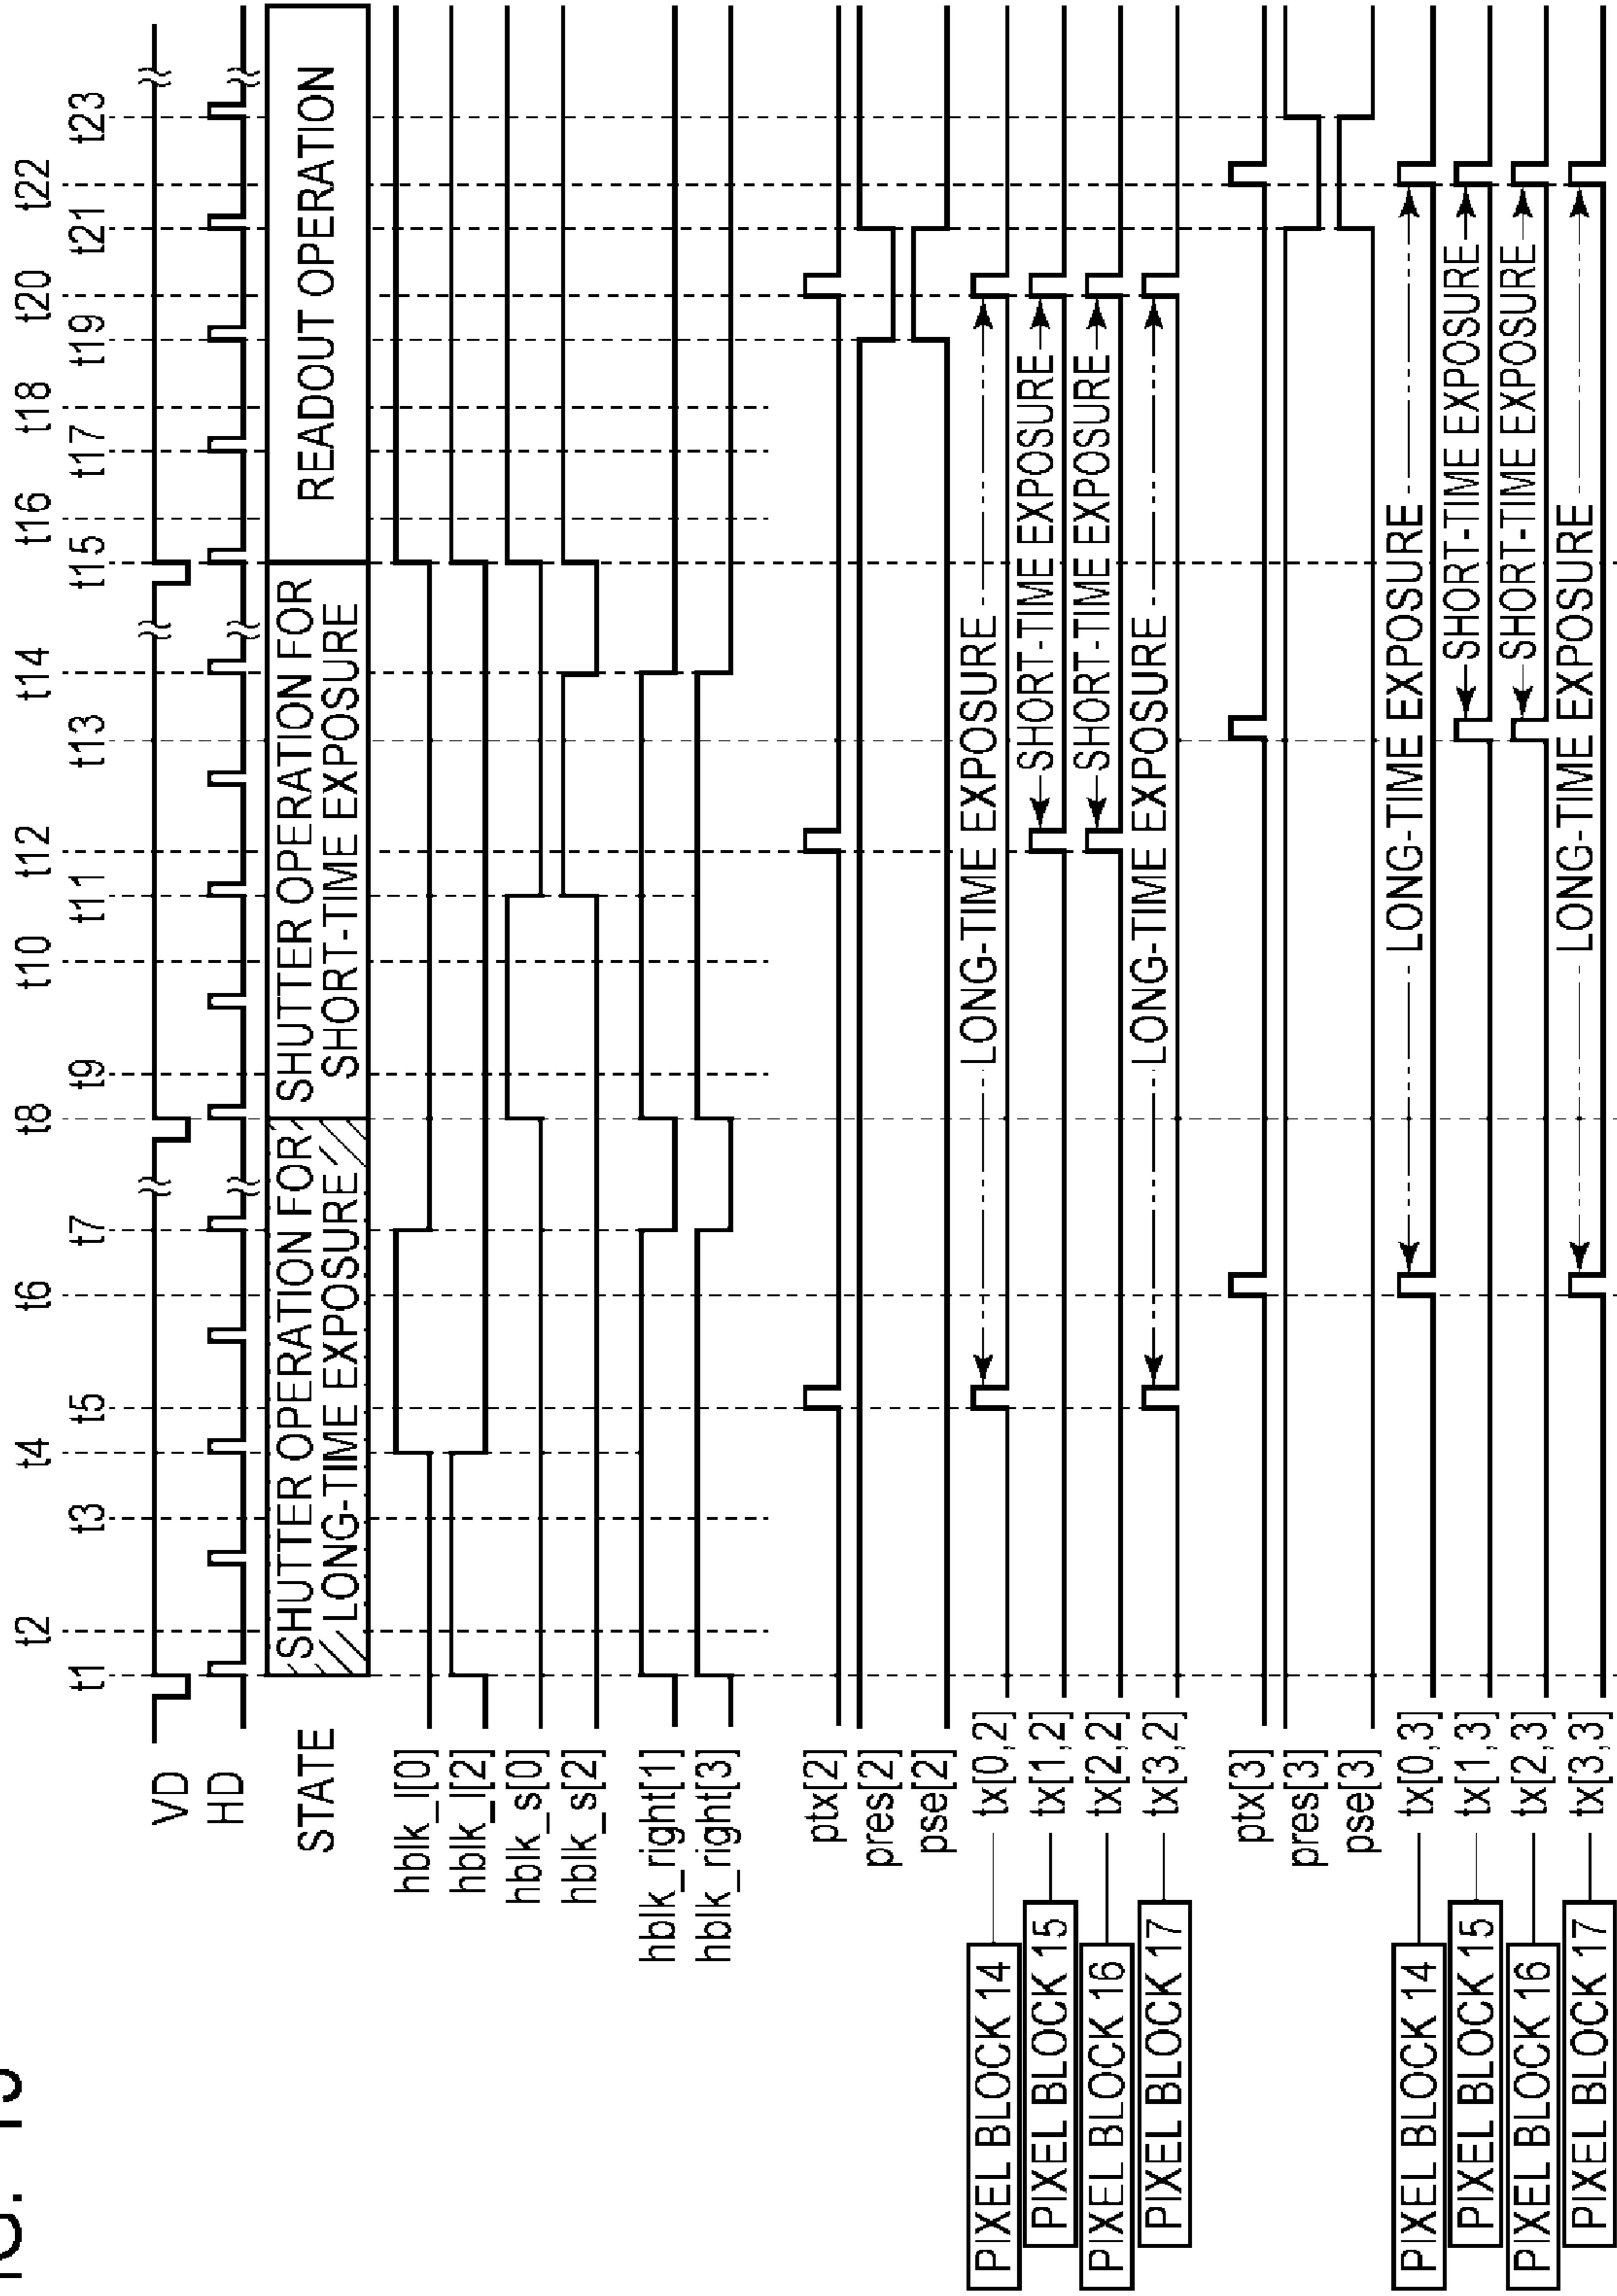 t1 t2 t3 t4 t5 t6 t7 t8 t9 t10 t11 t12 t13 t14 t15 t16 t17 t18 t19 t20 t21 t22 t23
VD
HD
STATE
SHUTTER OPERATION FOR
LONG-TIME EXPOSURE
SHUTTER OPERATION FOR
SHORT-TIME EXPOSURE
READOUT OPERATION
hblk_l[0]
hblk_l[2]
hblk_s[0]
hblk_s[2]
hblk_right[1]
hblk_right[3]
ptx[2]
pres[2]
psel[2]
PIXEL BLOCK 14 tx[0,2] LONG-TIME EXPOSURE
PIXEL BLOCK 15 tx[1,2] SHORT-TIME EXPOSURE
PIXEL BLOCK 16 tx[2,2] SHORT-TIME EXPOSURE
PIXEL BLOCK 17 tx[3,2] LONG-TIME EXPOSURE
ptx[3]
pres[3]
psel[3]
PIXEL BLOCK 14 tx[0,3] LONG-TIME EXPOSURE
PIXEL BLOCK 15 tx[1,3] SHORT-TIME EXPOSURE
PIXEL BLOCK 16 tx[2,3] SHORT-TIME EXPOSURE
PIXEL BLOCK 17 tx[3,3] LONG-TIME EXPOSURE